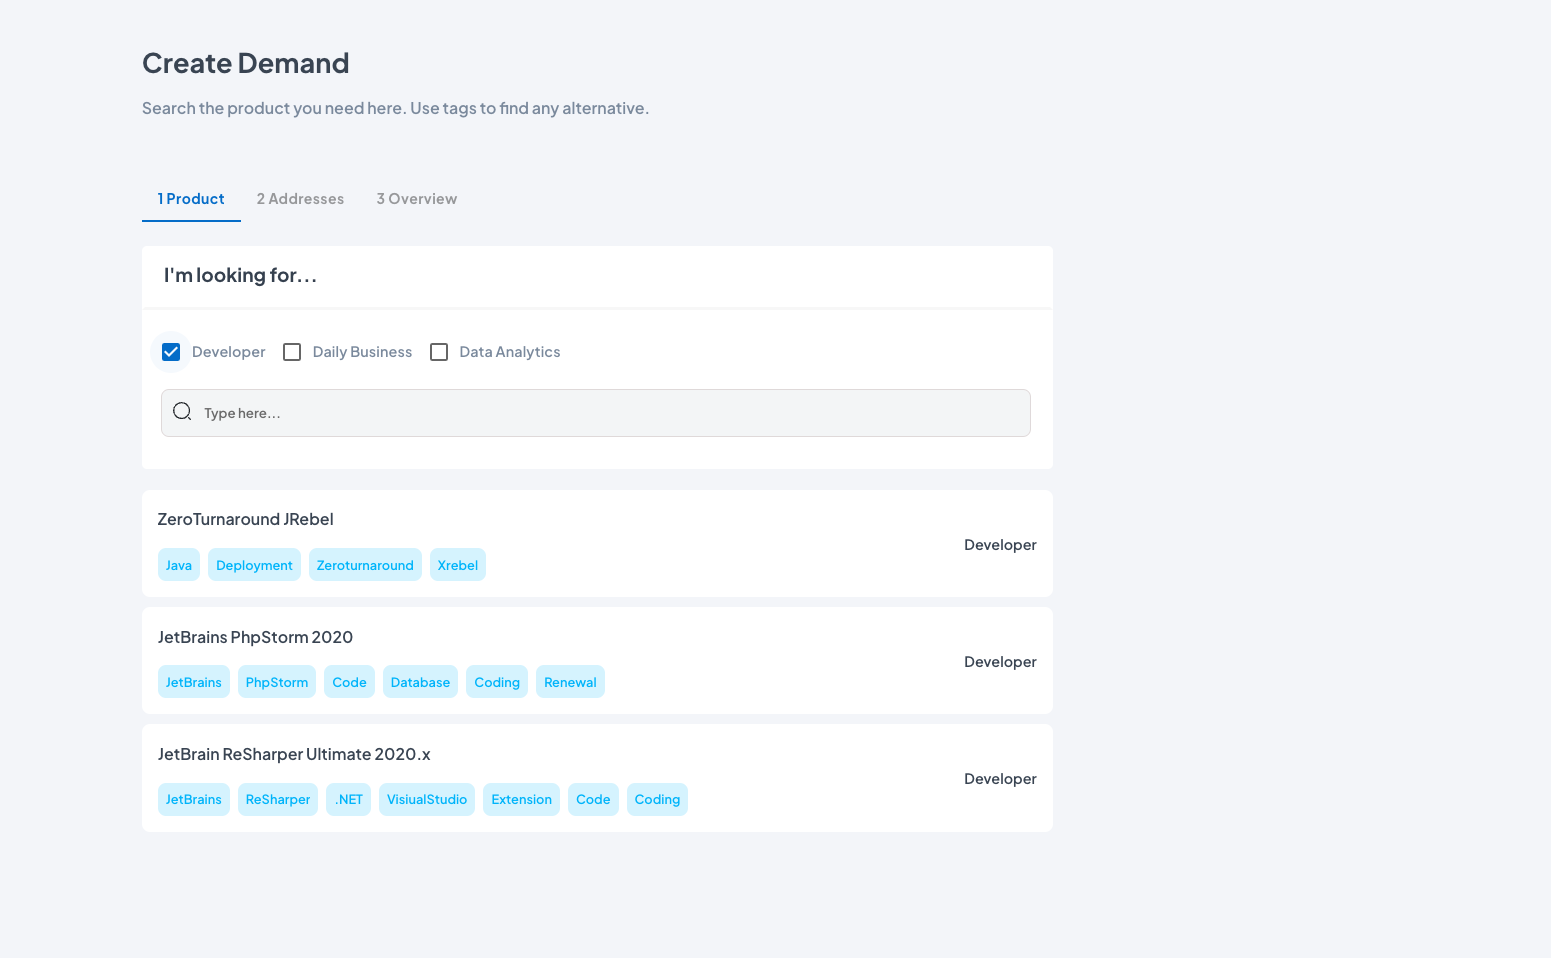 Create Demand
Search the product you need here. Use tags to find any alternative.
1 Product 2 Addresses 3 Overview
I'm looking for...
Developer Daily Business Data Analytics
Type here...
ZeroTurnaround JRebel
Developer
Java Deployment Zeroturnaround Xrebel
JetBrains PhpStorm 2020
Developer
JetBrains PhpStorm Code Database Coding Renewal
JetBrain ReSharper Ultimate 2020.x
Developer
JetBrains ReSharper .NET VisiualStudio Extension Code Coding